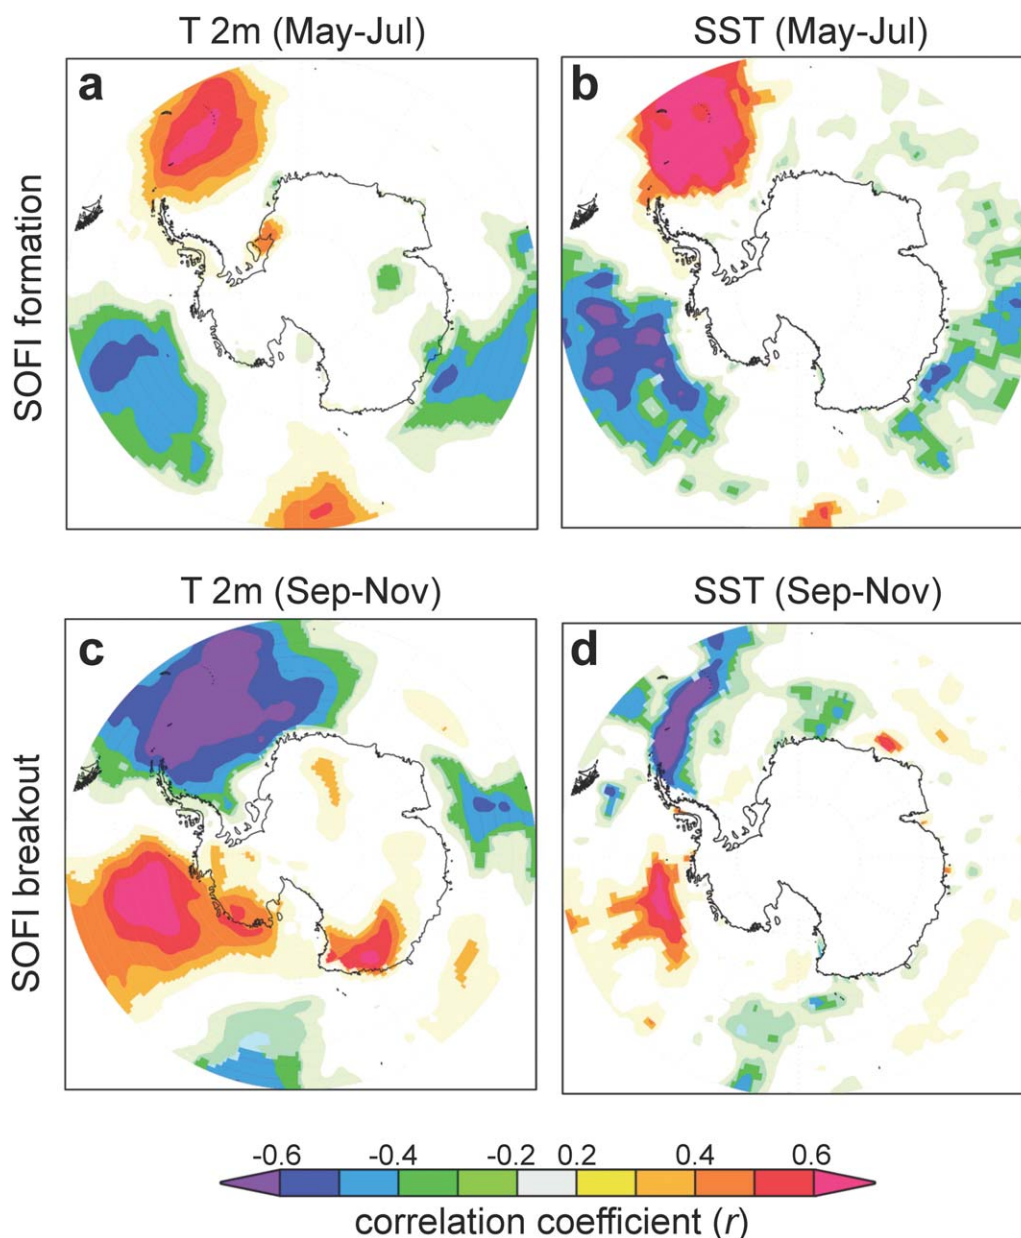 T 2m (May-Jul)
SST (May-Jul)
a
b
SOFI formation
T 2m (Sep-Nov)
SST (Sep-Nov)
c
d
SOFI breakout
-0.6 -0.4 -0.2 0.2 0.4 0.6
correlation coefficient (r)